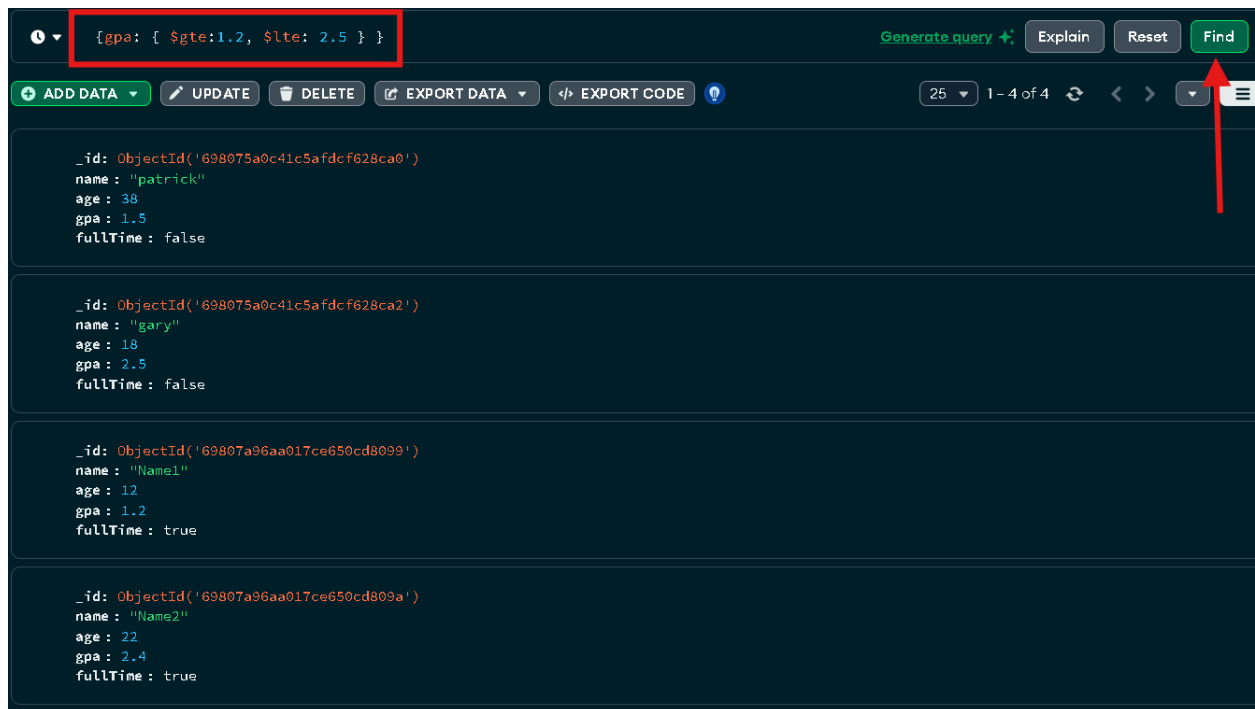 {gpa: { $gte:1.2, $lte: 2.5 } }
Generate query
Explain
Reset
Find
ADD DATA
UPDATE
DELETE
EXPORT DATA
</> EXPORT CODE
25
1 – 4 of 4
_id: ObjectId('698075a0c41c5afdcf628ca0')
name : "patrick"
age : 38
gpa : 1.5
fullTime : false
_id: ObjectId('698075a0c41c5afdcf628ca2')
name : "gary"
age : 18
gpa : 2.5
fullTime : false
_id: ObjectId('69807a96aa017ce650cd8099')
name : "Name1"
age : 12
gpa : 1.2
fullTime : true
_id: ObjectId('69807a96aa017ce650cd809a')
name : "Name2"
age : 22
gpa : 2.4
fullTime : true